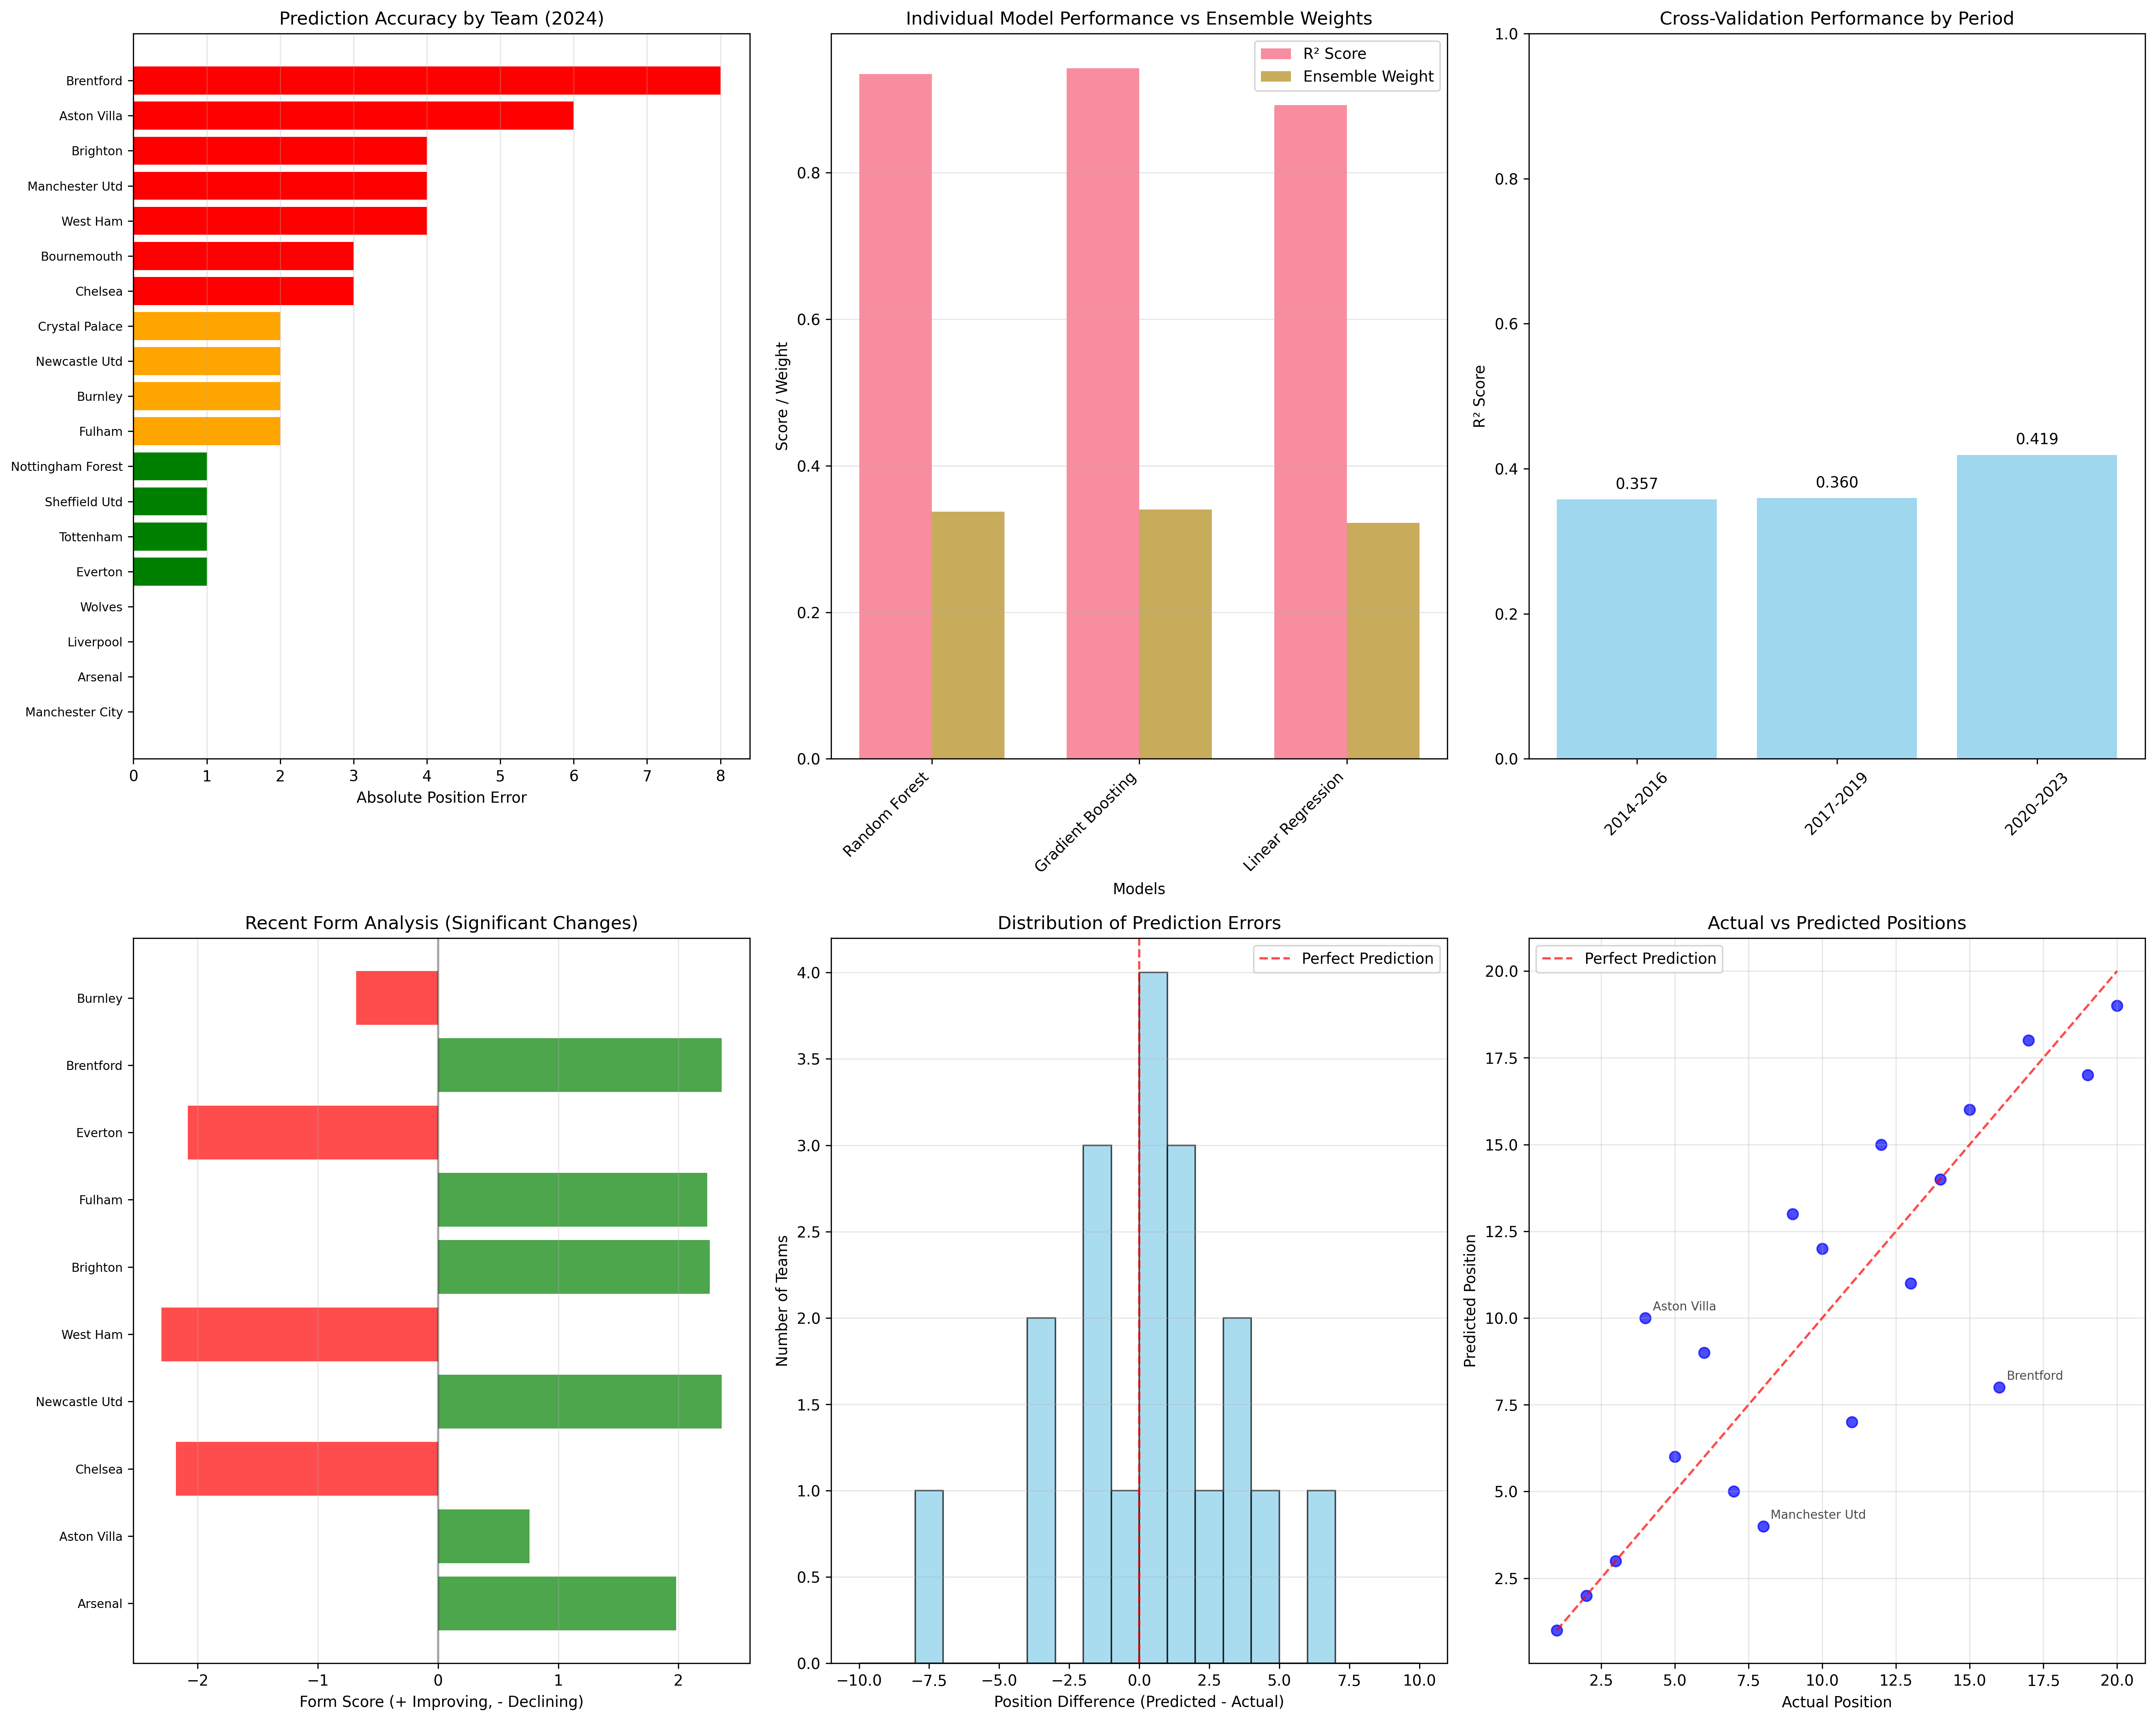 Prediction Accuracy by Team (2024)
Brentford
Aston Villa
Brighton
Manchester Utd
West Ham
Bournemouth
Chelsea
Crystal Palace
Newcastle Utd
Burnley
Fulham
Nottingham Forest
Sheffield Utd
Tottenham
Everton
Wolves
Liverpool
Arsenal
Manchester City
0 1 2 3 4 5 6 7 8
Absolute Position Error
Individual Model Performance vs Ensemble Weights
R² Score
Ensemble Weight
Score / Weight
0.8
0.6
0.4
0.2
0.0
Random Forest
Gradient Boosting
Linear Regression
Models
Cross-Validation Performance by Period
R² Score
1.0
0.8
0.6
0.4
0.2
0.0
0.357
0.360
0.419
2014-2016
2017-2019
2020-2023
Recent Form Analysis (Significant Changes)
Burnley
Brentford
Everton
Fulham
Brighton
West Ham
Newcastle Utd
Chelsea
Aston Villa
Arsenal
−2 −1 0 1 2
Form Score (+ Improving, - Declining)
Distribution of Prediction Errors
Perfect Prediction
Number of Teams
4.0
3.5
3.0
2.5
2.0
1.5
1.0
0.5
0.0
−10.0 −7.5 −5.0 −2.5 0.0 2.5 5.0 7.5 10.0
Position Difference (Predicted - Actual)
Actual vs Predicted Positions
Perfect Prediction
Predicted Position
20.0
17.5
15.0
12.5
10.0
7.5
5.0
2.5
Aston Villa
Brentford
Manchester Utd
2.5 5.0 7.5 10.0 12.5 15.0 17.5 20.0
Actual Position